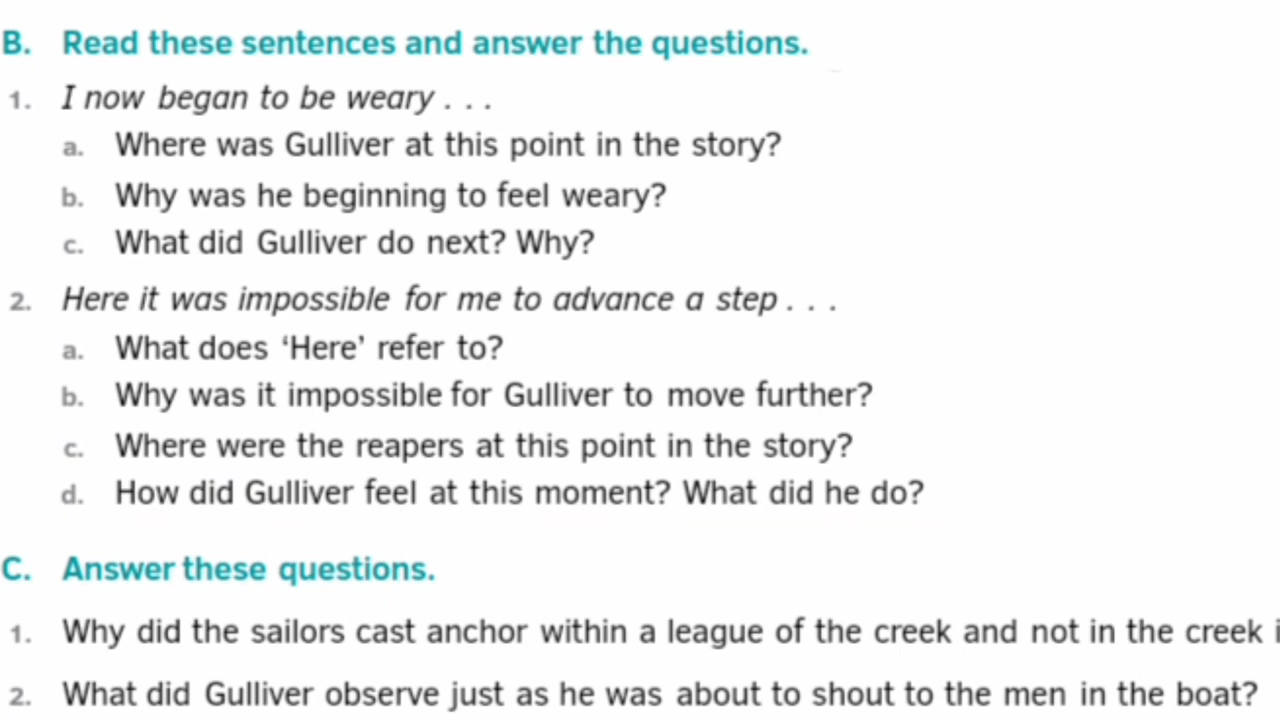 B. Read these sentences and answer the questions.
1. I now began to be weary . . .
a. Where was Gulliver at this point in the story?
b. Why was he beginning to feel weary?
c. What did Gulliver do next? Why?
2. Here it was impossible for me to advance a step . . .
a. What does ‘Here’ refer to?
b. Why was it impossible for Gulliver to move further?
c. Where were the reapers at this point in the story?
d. How did Gulliver feel at this moment? What did he do?
C. Answer these questions.
1. Why did the sailors cast anchor within a league of the creek and not in the creek
2. What did Gulliver observe just as he was about to shout to the men in the boat?